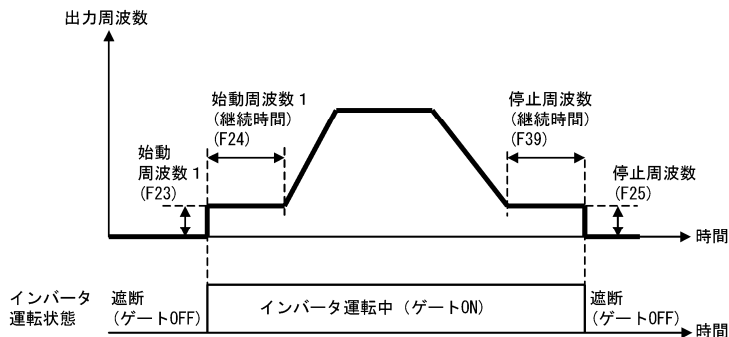 出力周波数
始動周波数1
(継続時間)
(F24)
停止周波数
(継続時間)
(F39)
始動
周波数1
(F23)
停止周波数
(F25)
時間
インバータ
運転状態
遮断
(ゲートOFF)
インバータ運転中（ゲートON)
遮断
(ゲートOFF)
時間